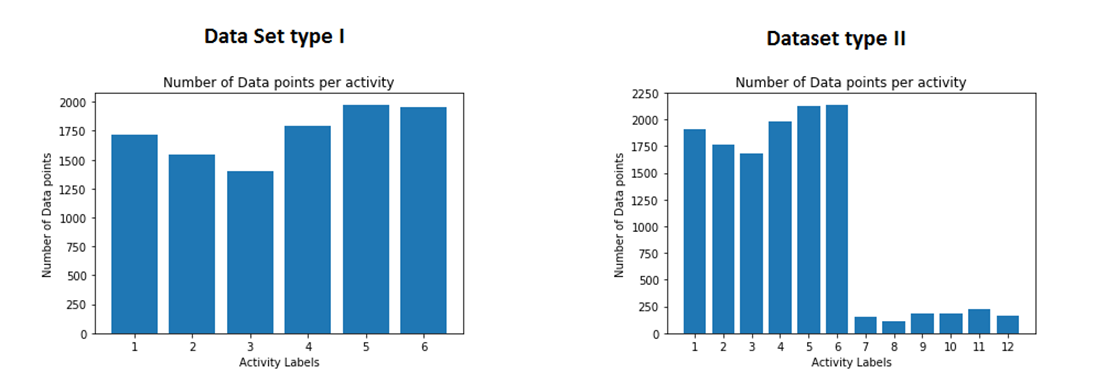 Data Set type I
Number of Data points per activity
Number of Data points
2000
1750
1500
1250
1000
750
500
250
0
1 2 3 4 5 6
Activity Labels
Dataset type II
Number of Data points per activity
Number of Data points
2250
2000
1750
1500
1250
1000
750
500
250
0
1 2 3 4 5 6 7 8 9 10 11 12
Activity Labels